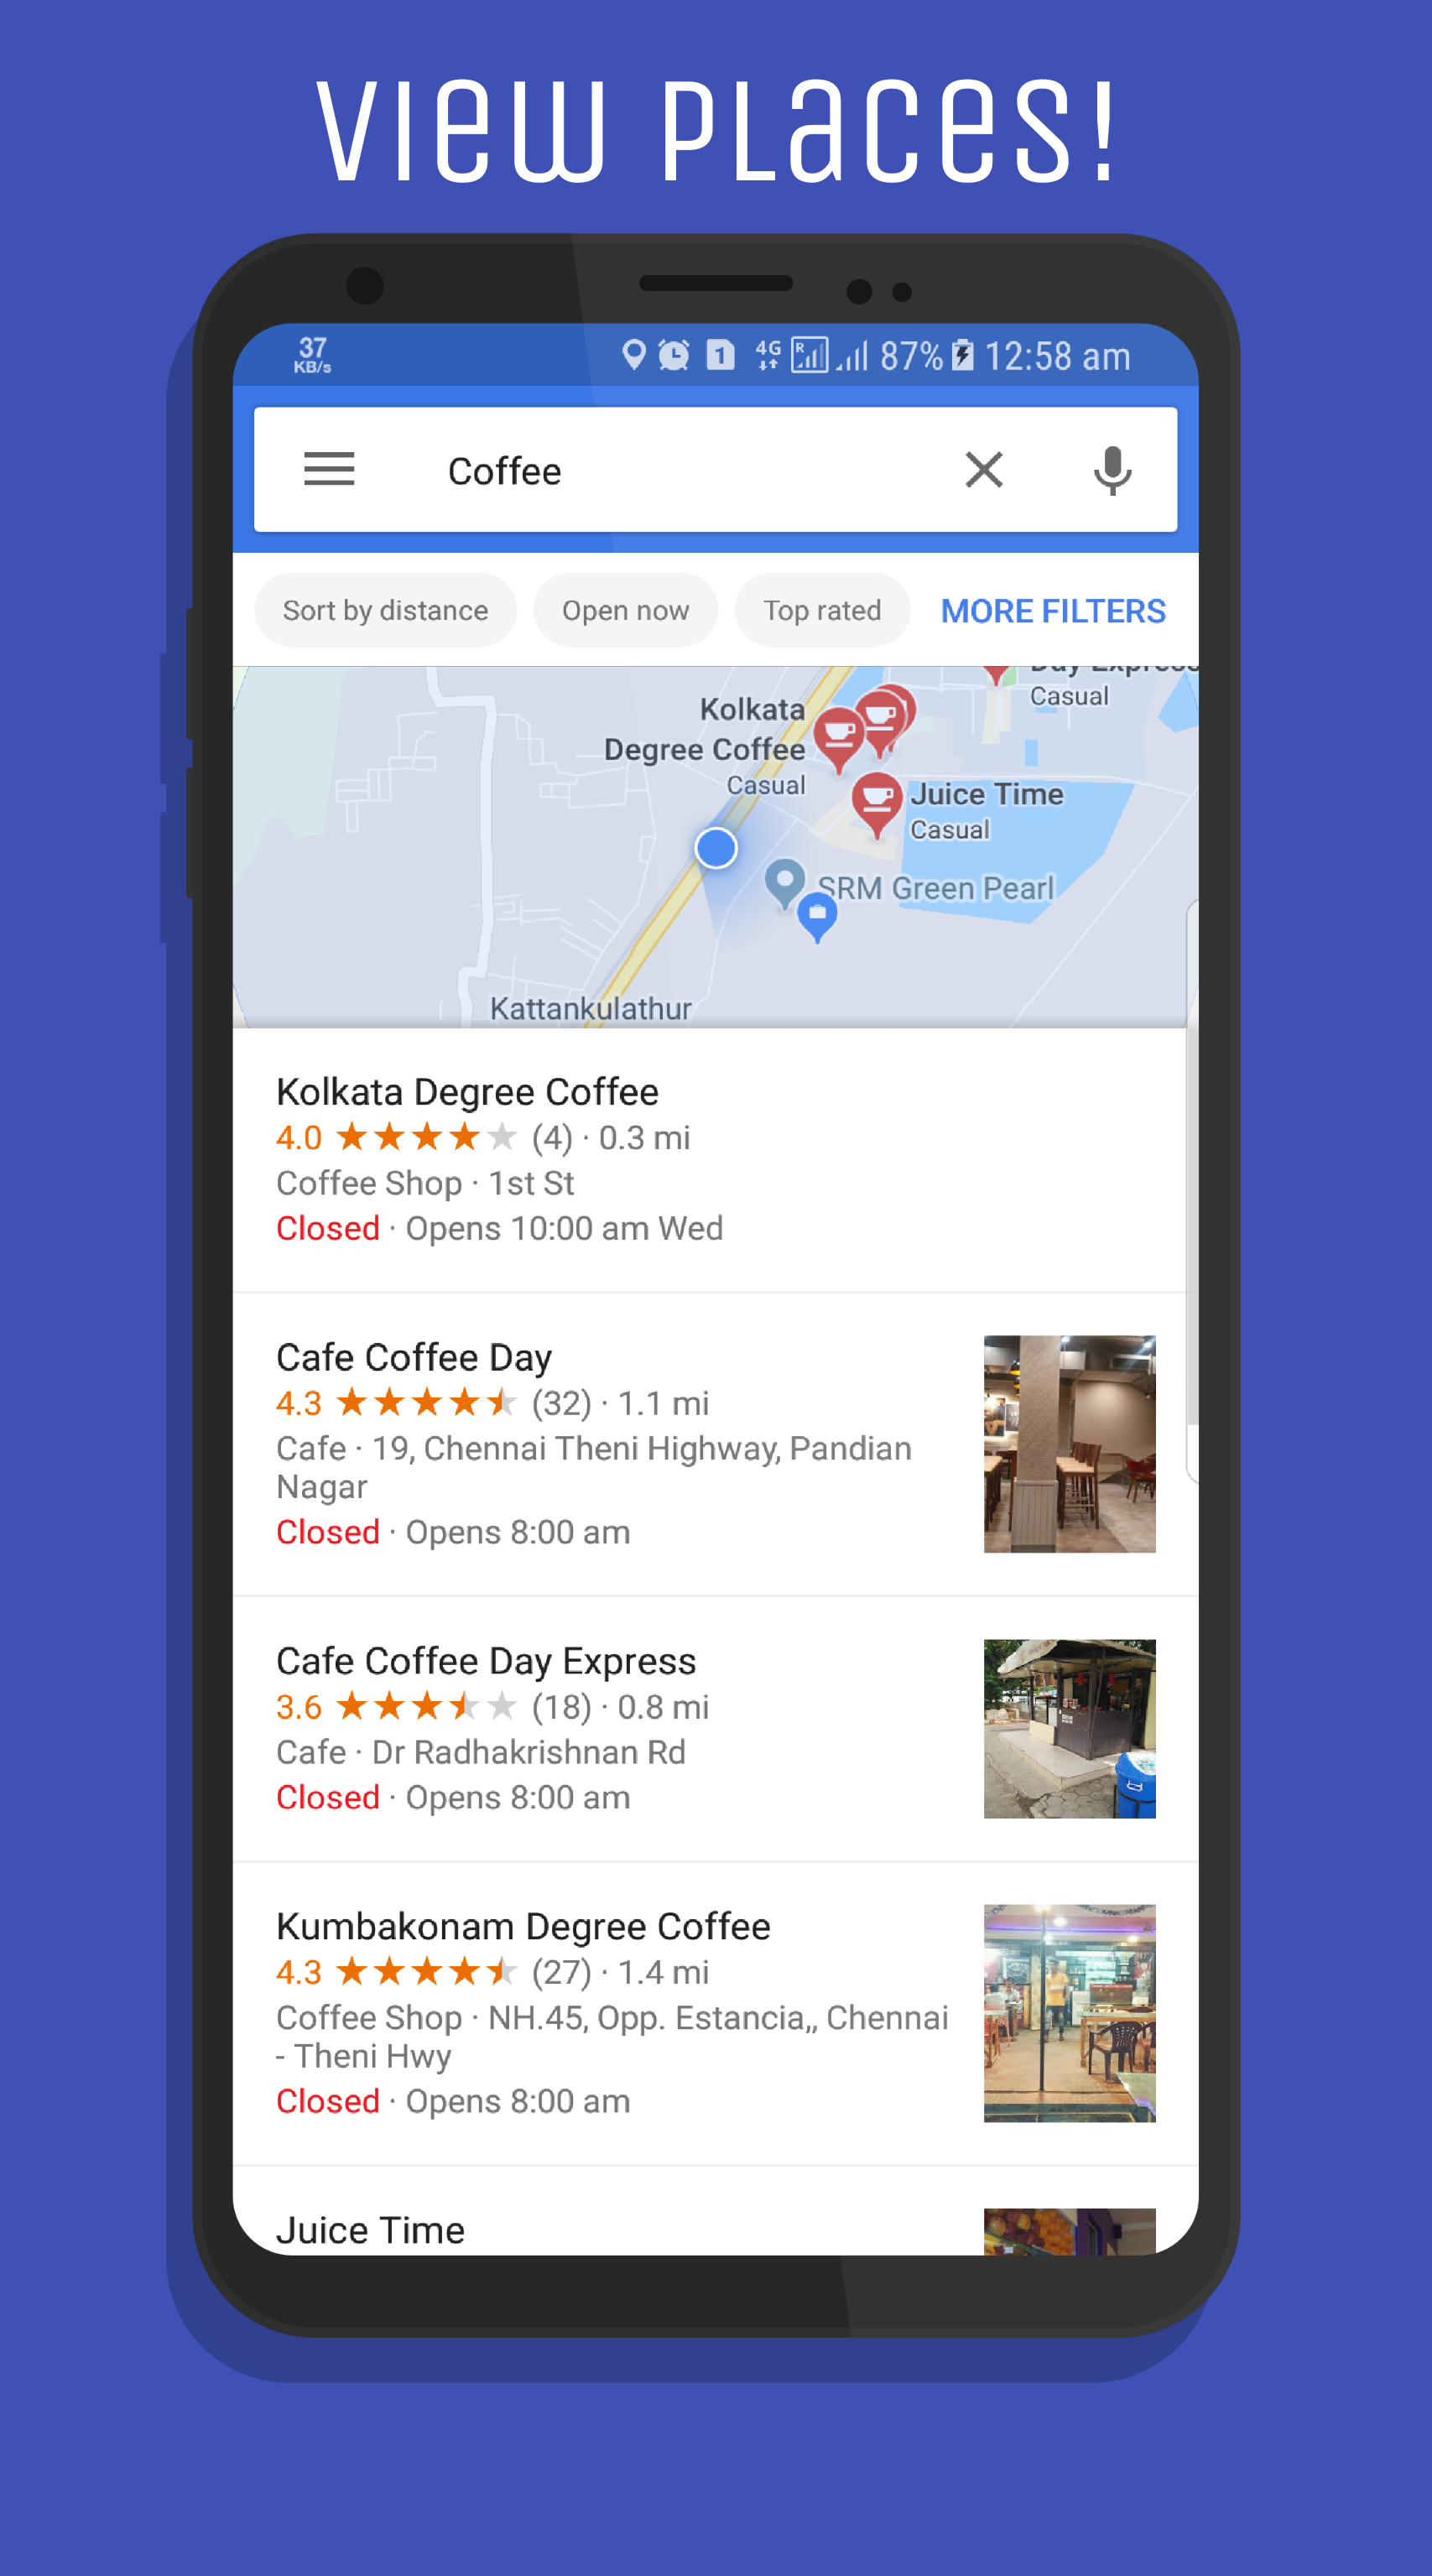 View Places!
37
KB/s
1 4G R 87% 12:58 am
Coffee
Sort by distance Open now Top rated MORE FILTERS
Day Express
Casual
Kolkata
Degree Coffee
Casual
Juice Time
Casual
SRM Green Pearl
Kattankulathur
Kolkata Degree Coffee
4.0 (4) · 0.3 mi
Coffee Shop · 1st St
Closed · Opens 10:00 am Wed
Cafe Coffee Day
4.3 (32) · 1.1 mi
Cafe · 19, Chennai Theni Highway, Pandian
Nagar
Closed · Opens 8:00 am
Cafe Coffee Day Express
3.6 (18) · 0.8 mi
Cafe · Dr Radhakrishnan Rd
Closed · Opens 8:00 am
Kumbakonam Degree Coffee
4.3 (27) · 1.4 mi
Coffee Shop · NH.45, Opp. Estancia,, Chennai
- Theni Hwy
Closed · Opens 8:00 am
Juice Time